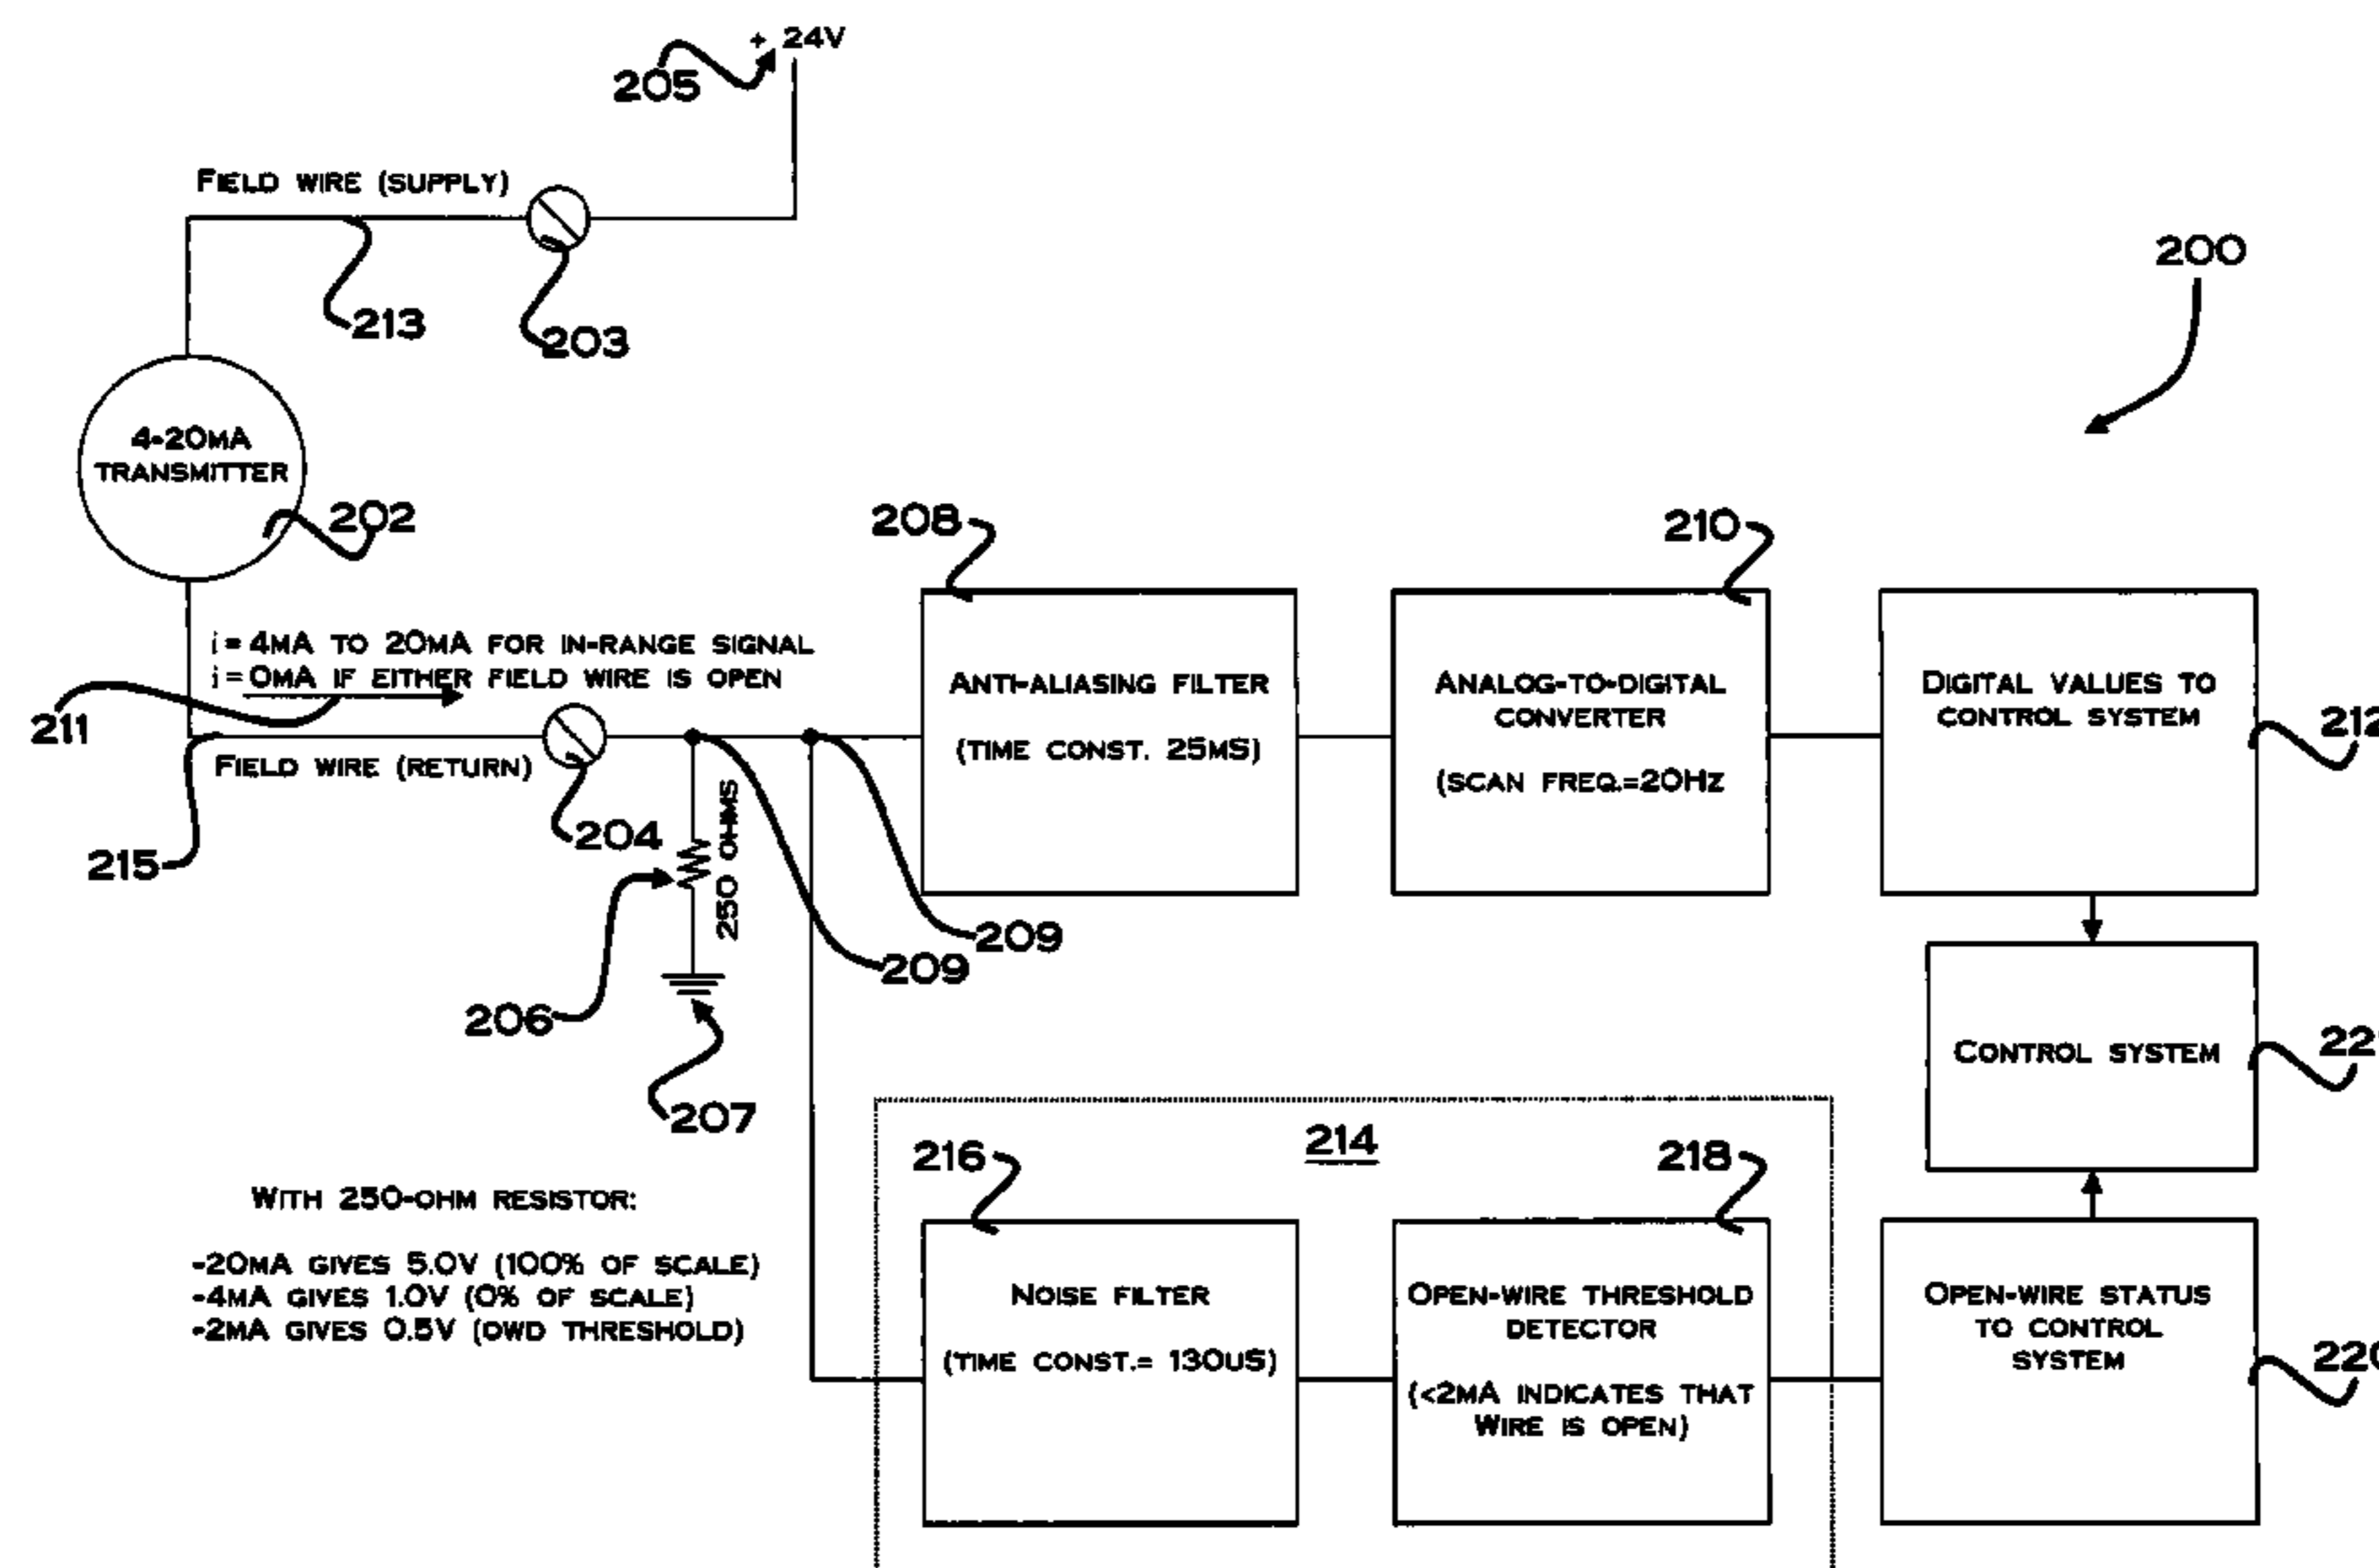 + 24V
205
FIELD WIRE (SUPPLY)
200
213
203
4-20MA
TRANSMITTER
202
208
210
i = 4MA TO 20MA FOR IN-RANGE SIGNAL
i = 0MA IF EITHER FIELD WIRE IS OPEN
211
ANTI-ALIASING FILTER
(TIME CONST. 25MS)
ANALOG-TO-DIGITAL
CONVERTER
(SCAN FREQ.=20HZ
DIGITAL VALUES TO
CONTROL SYSTEM
212
FIELD WIRE (RETURN)
204
215
250 OHMS
209
209
206
207
CONTROL SYSTEM
22
214
216
218
WITH 250-OHM RESISTOR:
-20MA GIVES 5.0V (100% OF SCALE)
-4MA GIVES 1.0V (0% OF SCALE)
-2MA GIVES 0.5V (OWD THRESHOLD)
NOISE FILTER
(TIME CONST.= 130US)
OPEN-WIRE THRESHOLD
DETECTOR
(<2MA INDICATES THAT
WIRE IS OPEN)
OPEN-WIRE STATUS
TO CONTROL
SYSTEM
220